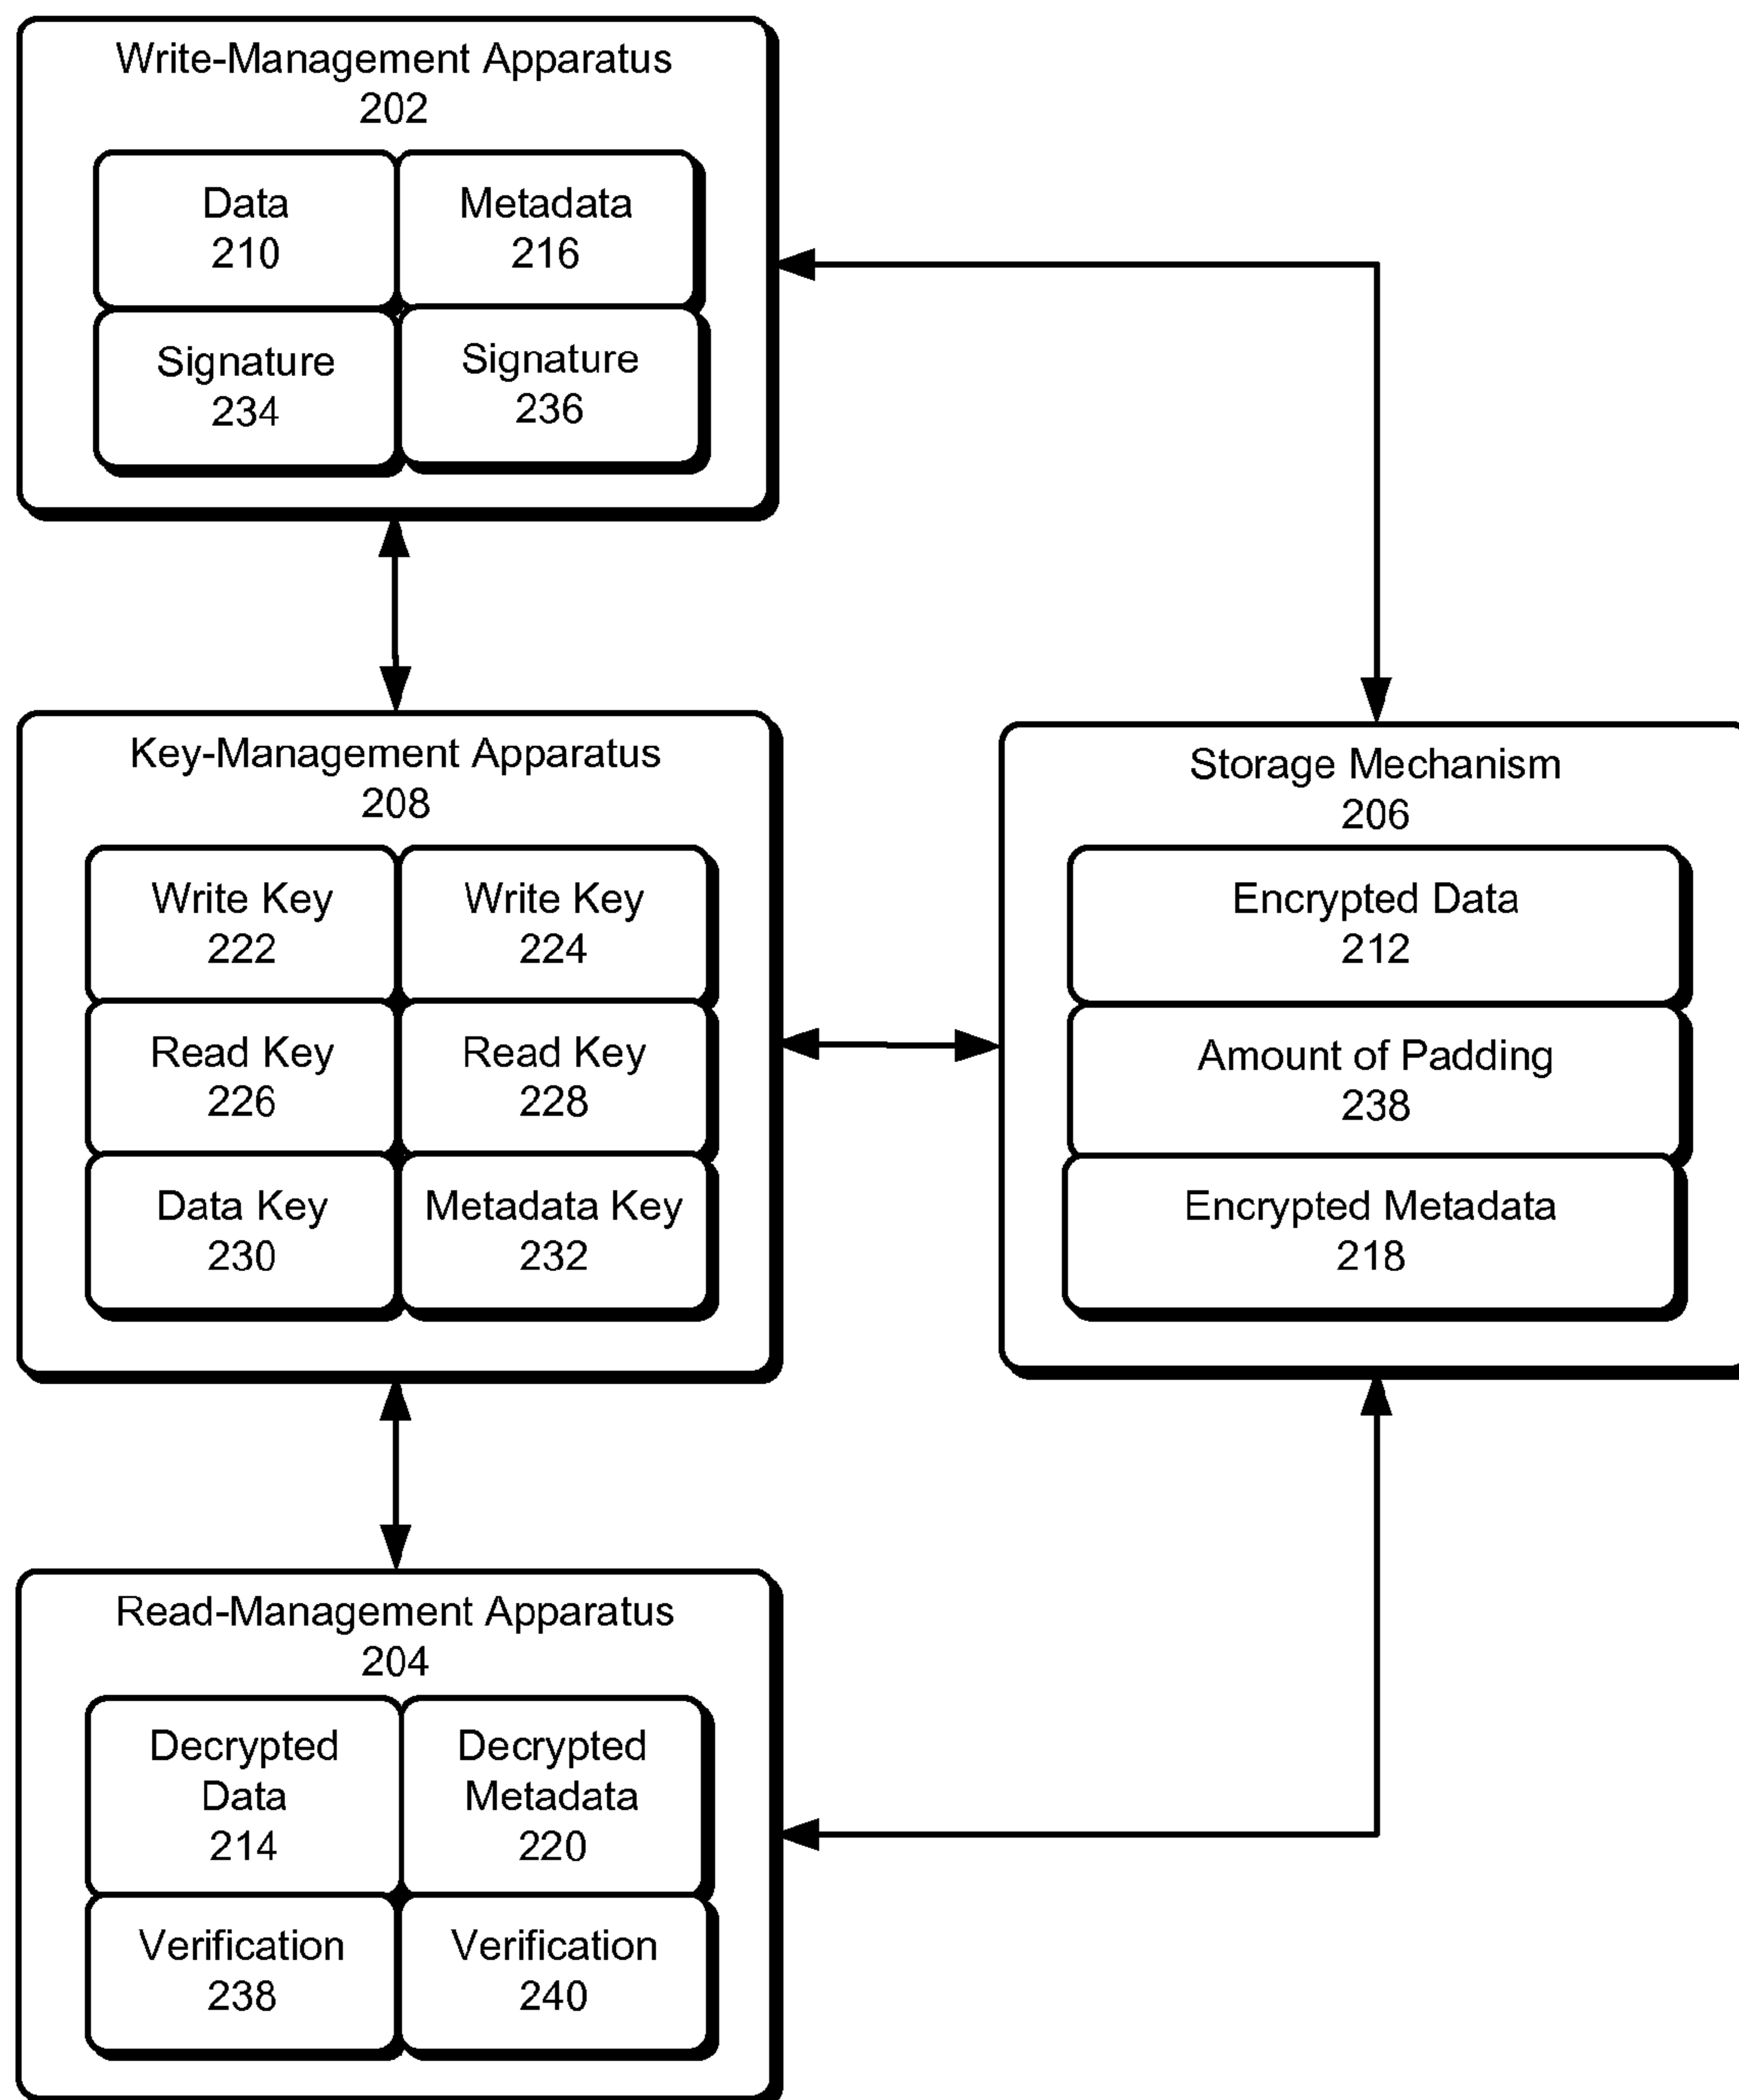 Write-Management Apparatus
202
Data
210
Metadata
216
Signature
234
Signature
236
Key-Management Apparatus
208
Write Key
222
Write Key
224
Read Key
226
Read Key
228
Data Key
230
Metadata Key
232
Storage Mechanism
206
Encrypted Data
212
Amount of Padding
238
Encrypted Metadata
218
Read-Management Apparatus
204
Decrypted
Data
214
Decrypted
Metadata
220
Verification
238
Verification
240